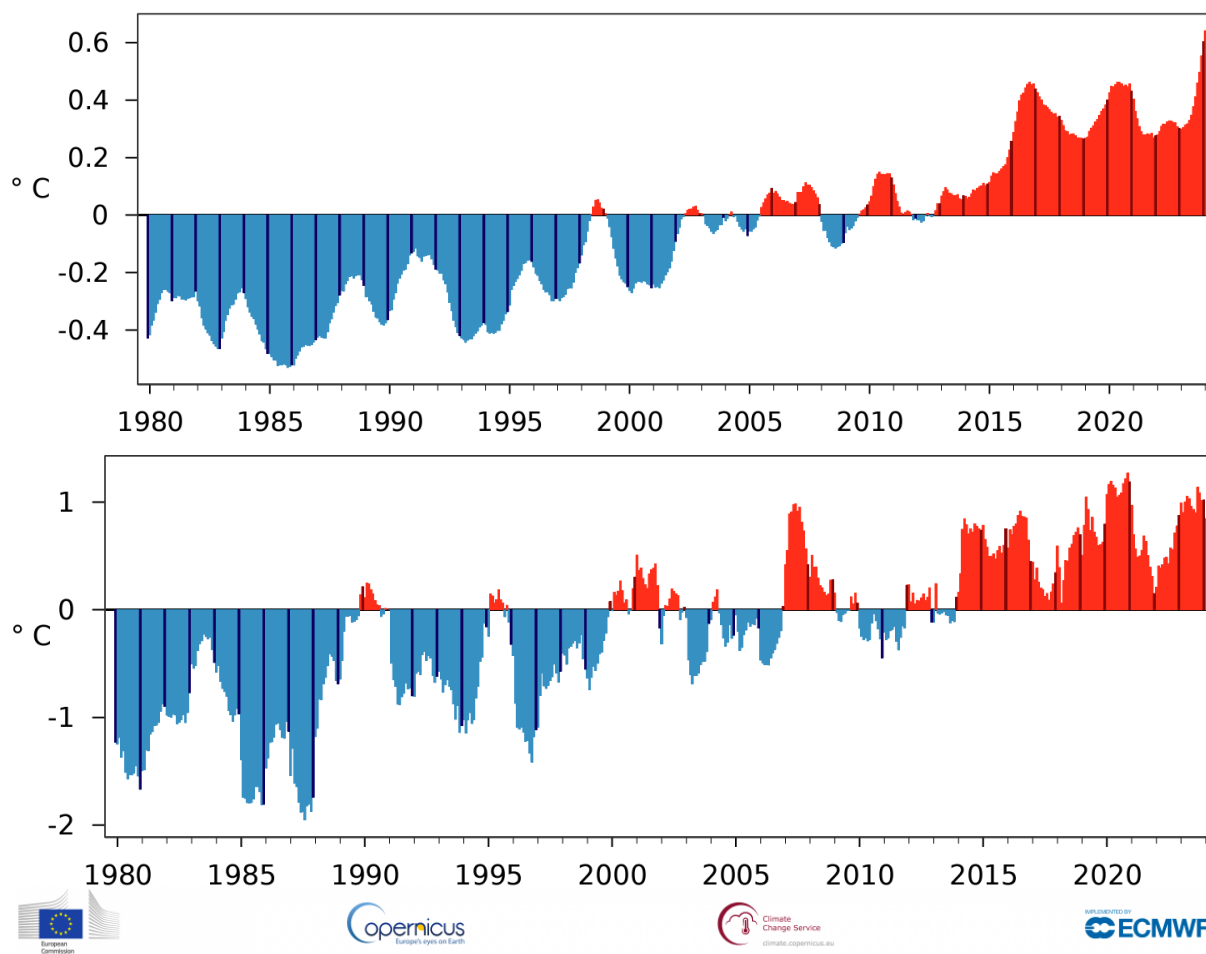 0.6
0.4
0.2
° C
0
-0.2
-0.4
1980 1985 1990 1995 2000 2005 2010 2015 2020
1
0
° C
-1
-2
1980 1985 1990 1995 2000 2005 2010 2015 2020
European
Commission
opernicus
Europe's eyes on Earth
Climate
Change Service
climate.copernicus.eu
IMPLEMENTED BY
ECMWF